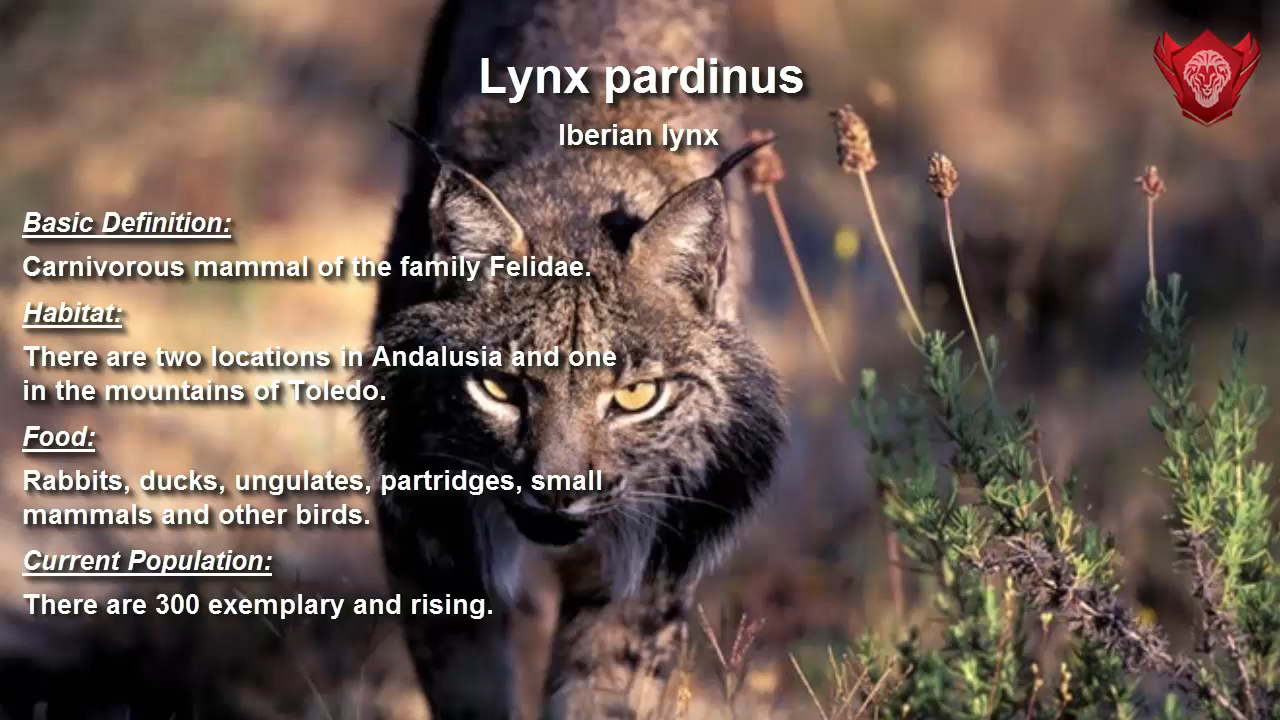 Lynx pardinus
Iberian lynx
Basic Definition:
Carnivorous mammal of the family Felidae.
Habitat:
There are two locations in Andalusia and one
in the mountains of Toledo.
Food:
Rabbits, ducks, ungulates, partridges, small
mammals and other birds.
Current Population:
There are 300 exemplary and rising.